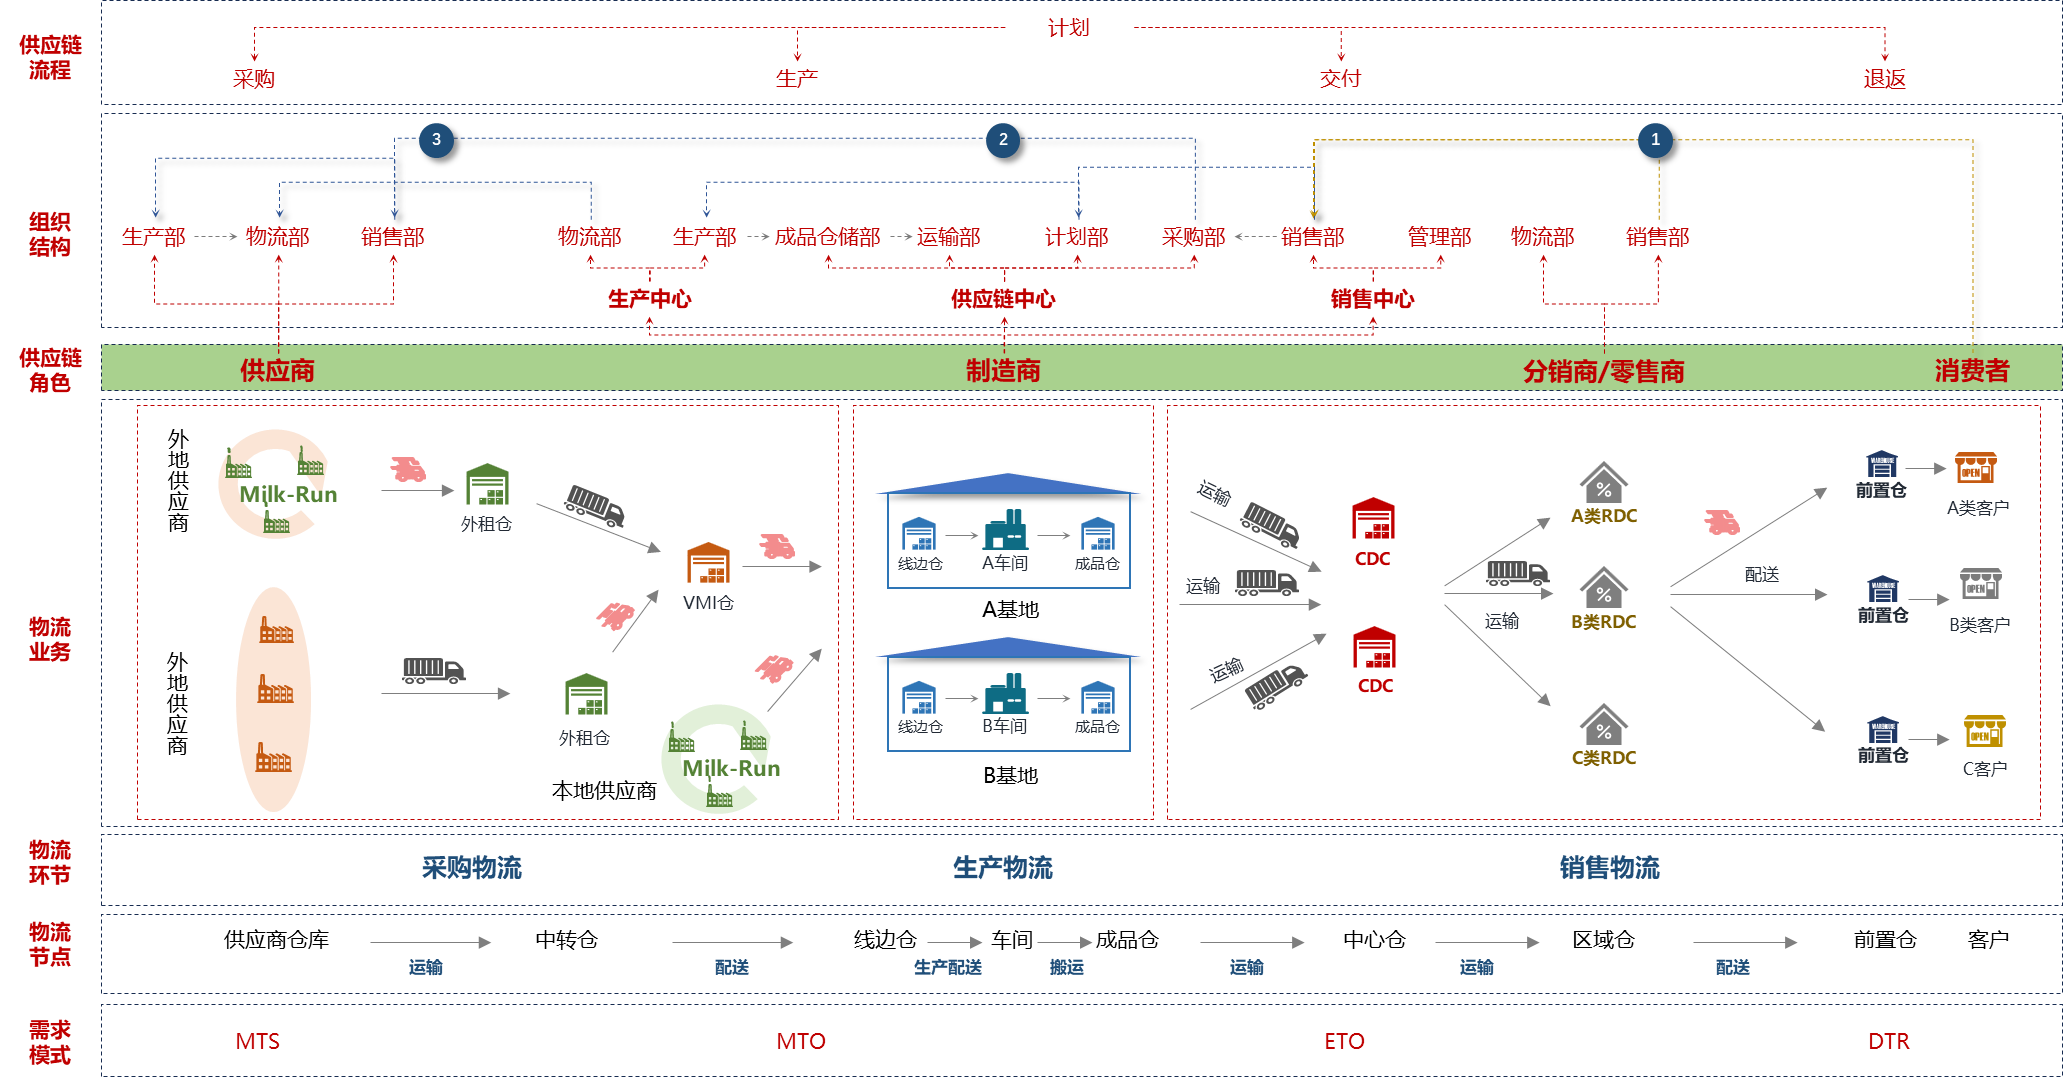 供应链
流程
计划
采购
生产
交付
退返
组织
结构
3
2
1
生产部
物流部
销售部
物流部
生产部
成品仓储部
运输部
计划部
采购部
销售部
管理部
物流部
销售部
生产中心
供应链中心
销售中心
供应链
角色
供应商
制造商
分销商/零售商
消费者
物流
业务
外地供应商
Milk-Run
外租仓
VMI仓
外地供应商
外租仓
本地供应商
Milk-Run
线边仓
A车间
成品仓
A基地
线边仓
B车间
成品仓
B基地
运输
运输
运输
CDC
CDC
运输
A类RDC
B类RDC
C类RDC
配送
WAREHOUSE
前置仓
OPEN
A类客户
WAREHOUSE
前置仓
OPEN
B类客户
WAREHOUSE
前置仓
OPEN
C客户
物流
环节
采购物流
生产物流
销售物流
物流
节点
供应商仓库
中转仓
线边仓
车间
成品仓
中心仓
区域仓
前置仓
客户
运输
配送
生产配送
搬运
运输
运输
配送
需求
模式
MTS
MTO
ETO
DTR